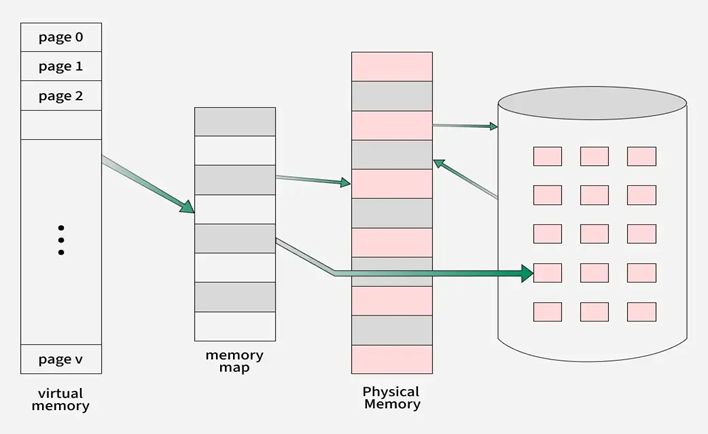 page 0
page 1
page 2
page v
virtual
memory
memory
map
Physical
Memory